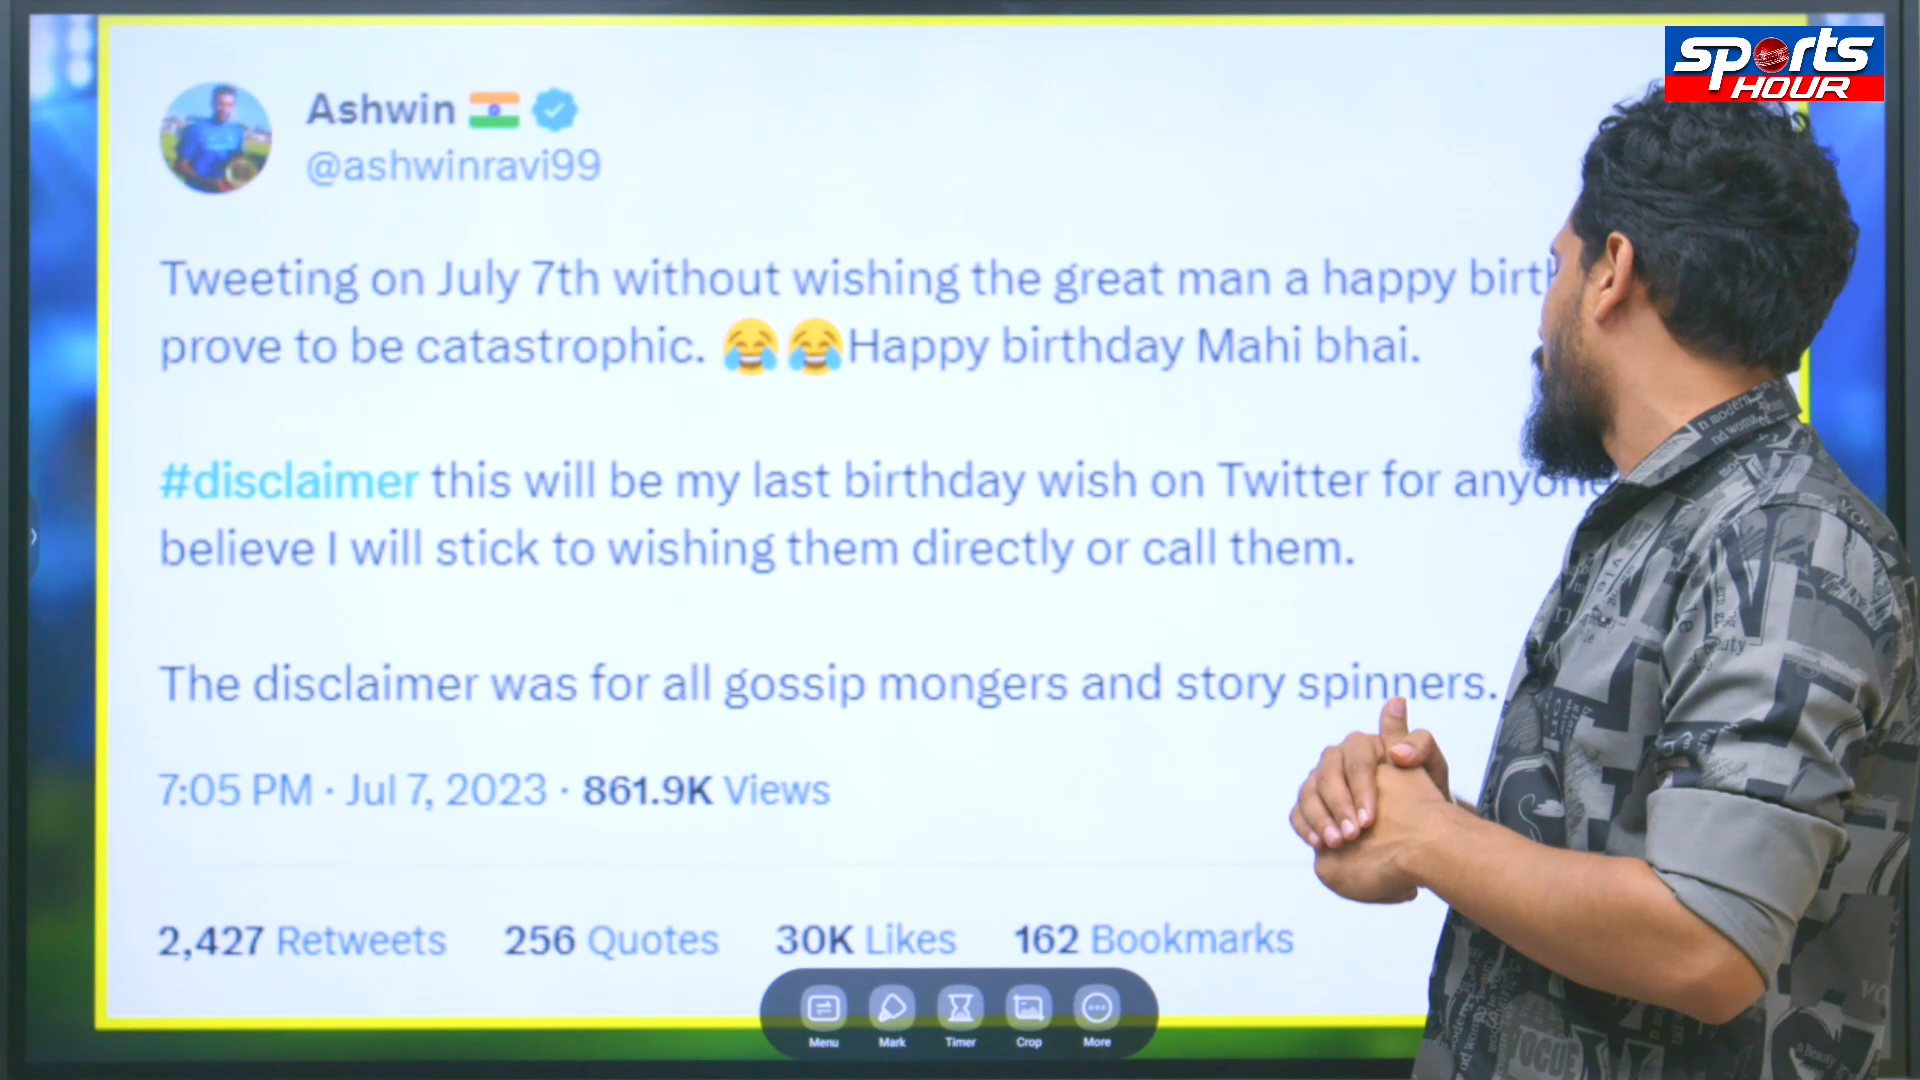 Sports
HOUR
Ashwin
@ashwinravi99
Tweeting on July 7th without wishing the great man a happy
prove to be catastrophic. 😂😂Happy birthday Mahi bhai.
#disclaimer this will be my last birthday wish on Twitter for
believe I will stick to wishing them directly or call them.
The disclaimer was for all gossip mongers and story spinners.
7:05 PM · Jul 7, 2023 · 861.9K Views
2,427 Retweets 256 Quotes 30K Likes 162 Bookmarks
Menu Mark Timer Crop More